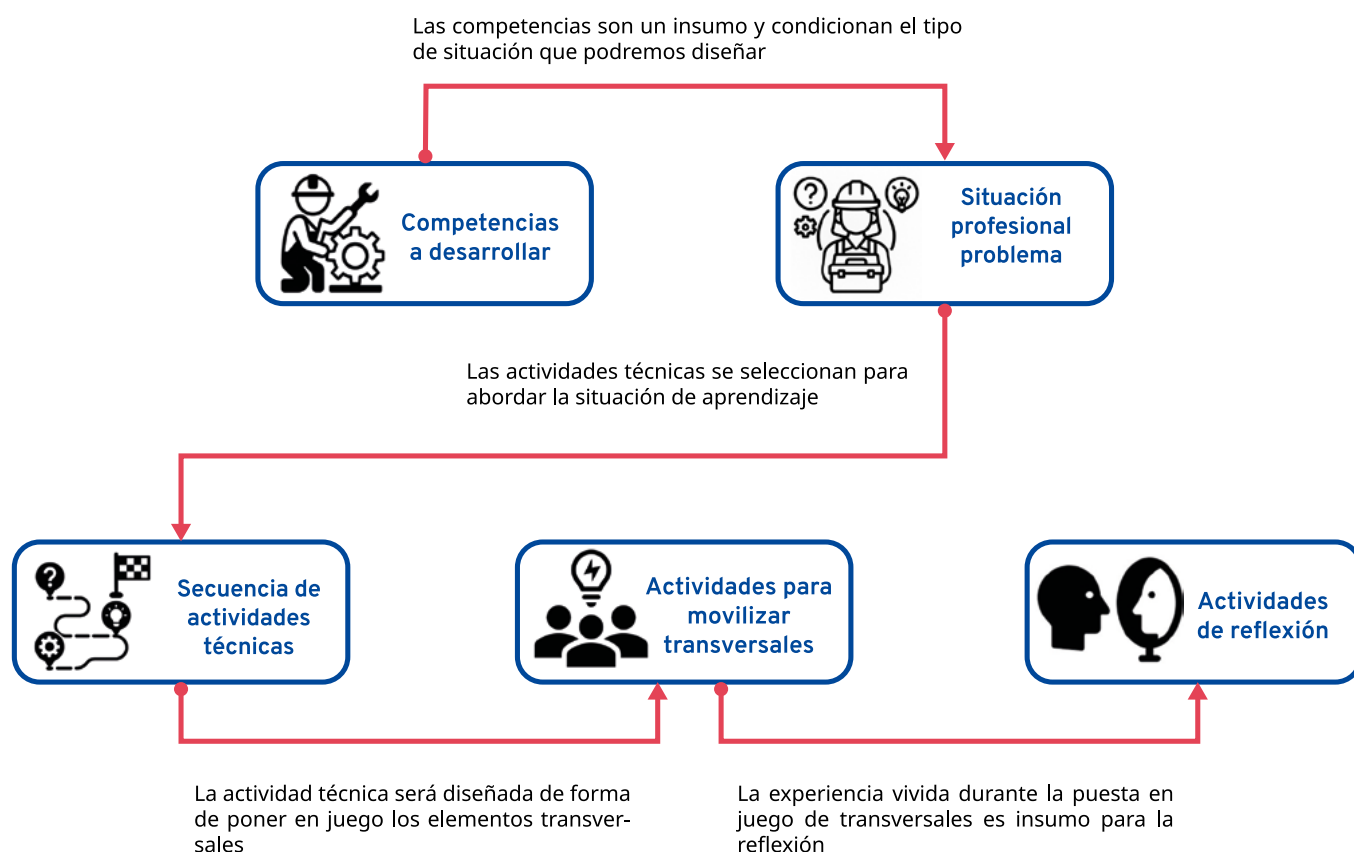 Las competencias son un insumo y condicionan el tipo
de situación que podremos diseñar
Competencias
a desarrollar
?
Situación
profesional
problema
Las actividades técnicas se seleccionan para
abordar la situación de aprendizaje
?
Secuencia de
actividades
técnicas
Actividades para
movilizar
transversales
Actividades
de reflexión
La actividad técnica será diseñada de forma
de poner en juego los elementos transver-
sales
La experiencia vivida durante la puesta en
juego de transversales es insumo para la
reflexión